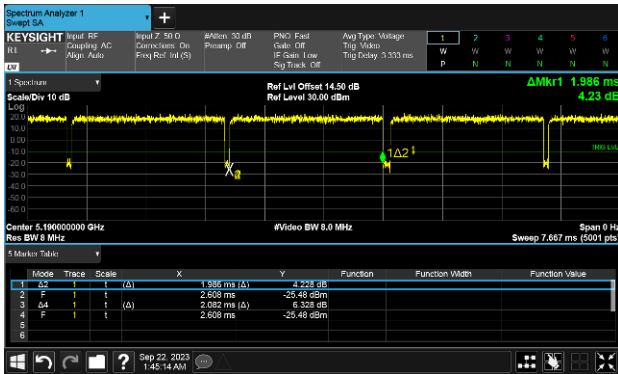 Spectrum Analyzer 1
Swept SA
+
KEYSIGHT Input: RF Input Z: 50 Ω #Atten: 30 dB PNO: Fast Avg Type: Voltage 1 2 3 4 5 6
RL Coupling: AC Corrections: On Preamp: Off Gate: Off Trig: Video W W W W W W
Align: Auto Freq Ref: Int (S) IF Gain: Low Trig Delay: 3.333 ms
Sig Track: Off P N N N N N
LXI
1 Spectrum
Ref Lvl Offset 14.50 dB ΔMkr1 1.986 ms
Scale/Div 10 dB Ref Level 30.00 dBm 4.23 dB
Log
20.0
10.0
0.00
-10.0 1Δ2 TRIG LVL
-20.0
-30.0 X2
-40.0
-50.0
-60.0
Center 5.190000000 GHz #Video BW 8.0 MHz Span 0 Hz
Res BW 8 MHz Sweep 7.667 ms (5001 pts)
5 Marker Table
Mode Trace Scale X Y Function Function Width Function Value
1 Δ2 1 t (Δ) 1.986 ms (Δ) 4.228 dB
2 F 1 t 2.608 ms -25.48 dBm
3 Δ4 1 t (Δ) 2.082 ms (Δ) 6.328 dB
4 F 1 t 2.608 ms -25.48 dBm
5
6
? Sep 22, 2023
1:45:14 AM